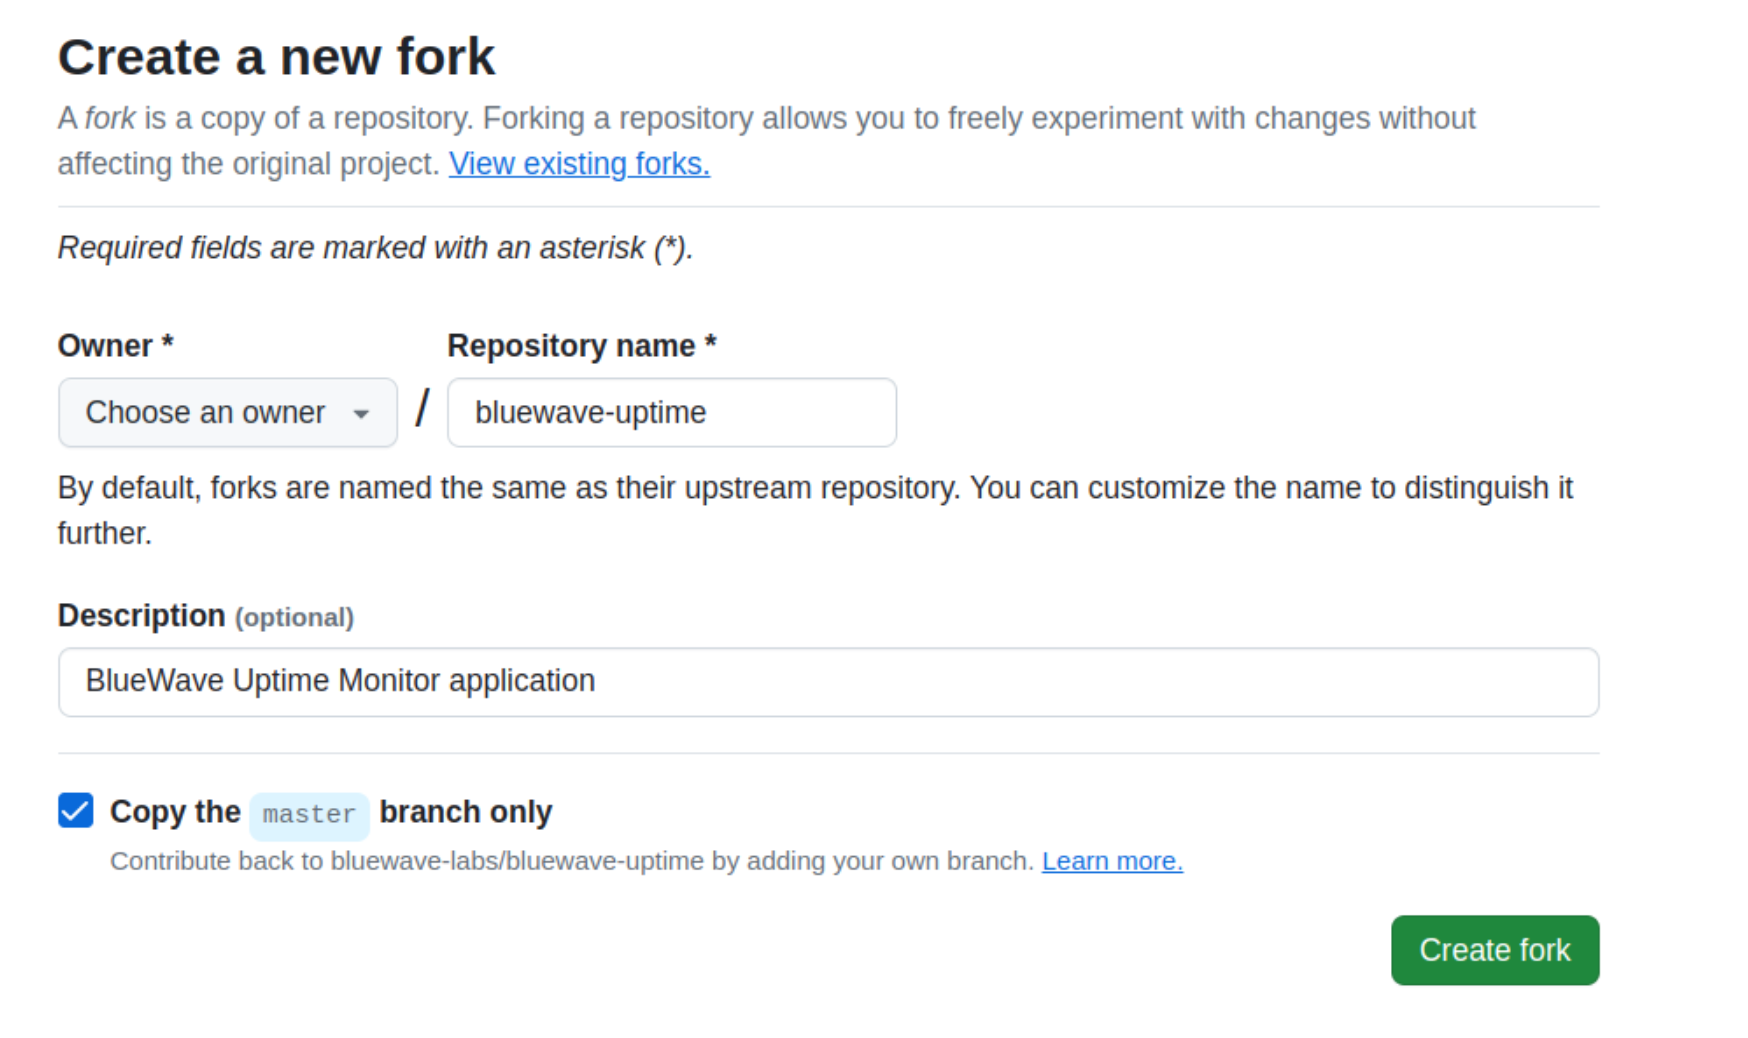 Create a new fork
A fork is a copy of a repository. Forking a repository allows you to freely experiment with changes without
affecting the original project. View existing forks.
Required fields are marked with an asterisk (*).
Owner * Repository name *
Choose an owner / bluewave-uptime
By default, forks are named the same as their upstream repository. You can customize the name to distinguish it
further.
Description (optional)
BlueWave Uptime Monitor application
Copy the master branch only
Contribute back to bluewave-labs/bluewave-uptime by adding your own branch. Learn more.
Create fork